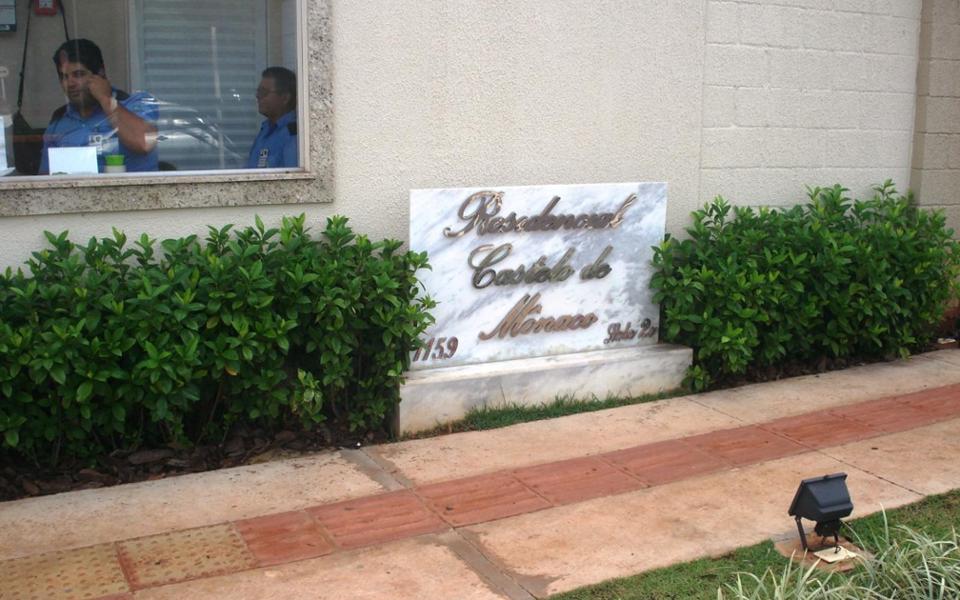 Residencial
Castelo de
Mônaco
1159